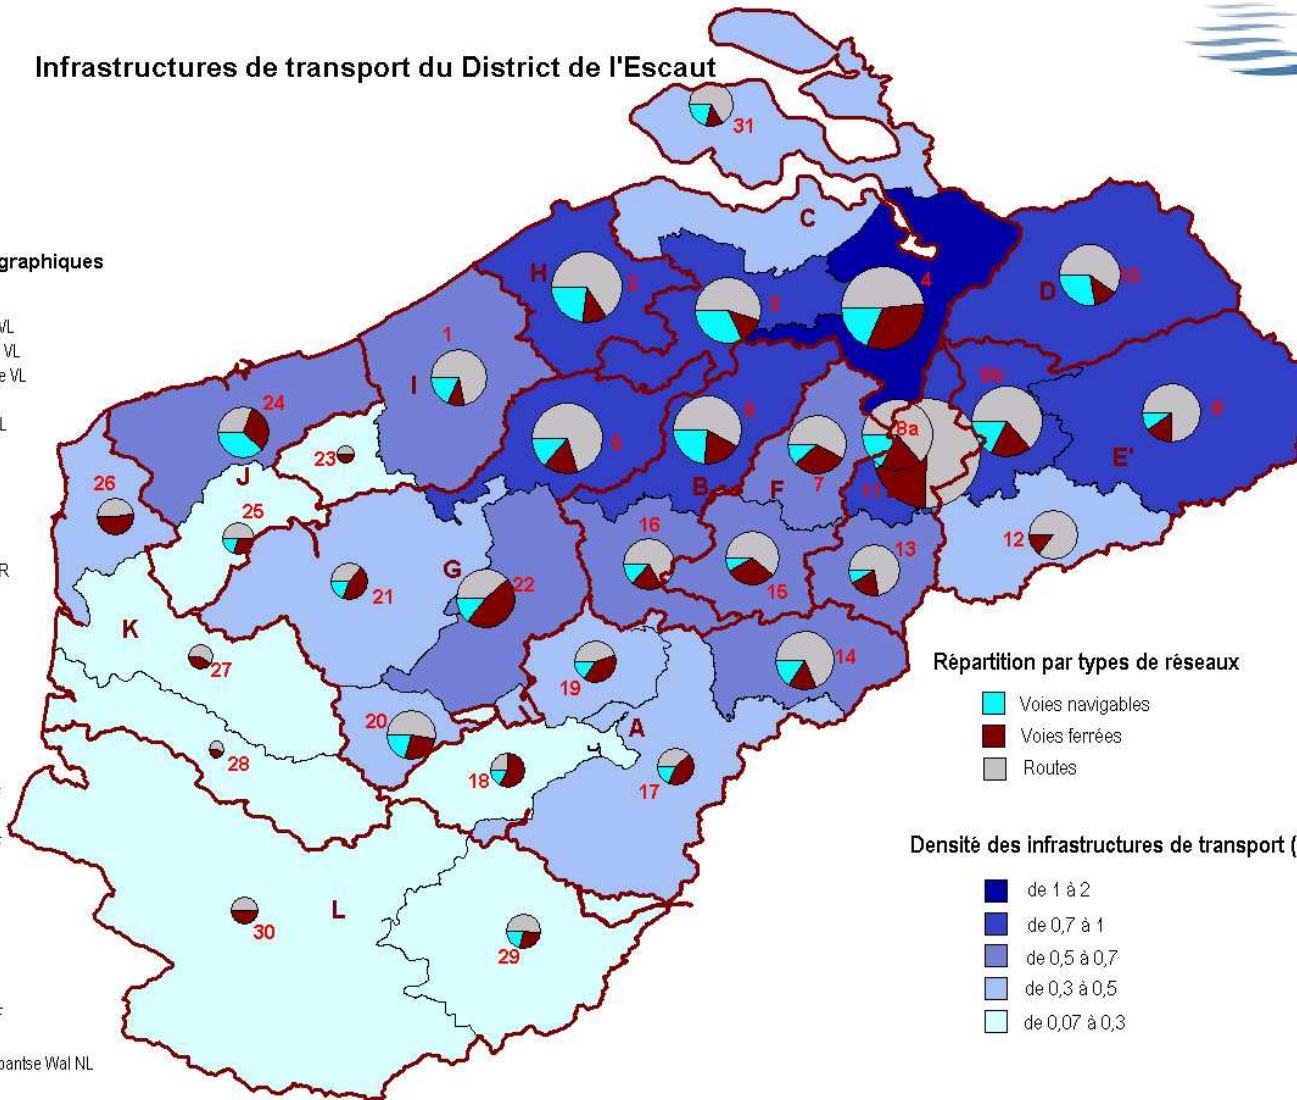 Infrastructures de transport du District de l'Escaut
graphiques
VL
VL
e VL
L
R
pantse Wal NL
31
C
H
2
3
4
D
10
1
I
5
6
8a
9b
9
E'
B
F
7
11
24
23
J
26
25
16
15
13
12
G
22
21
K
27
19
14
20
A
28
18
17
L
30
29
Répartition par types de réseaux
Voies navigables
Voies ferrées
Routes
Densité des infrastructures de transport (
de 1 à 2
de 0,7 à 1
de 0,5 à 0,7
de 0,3 à 0,5
de 0,07 à 0,3